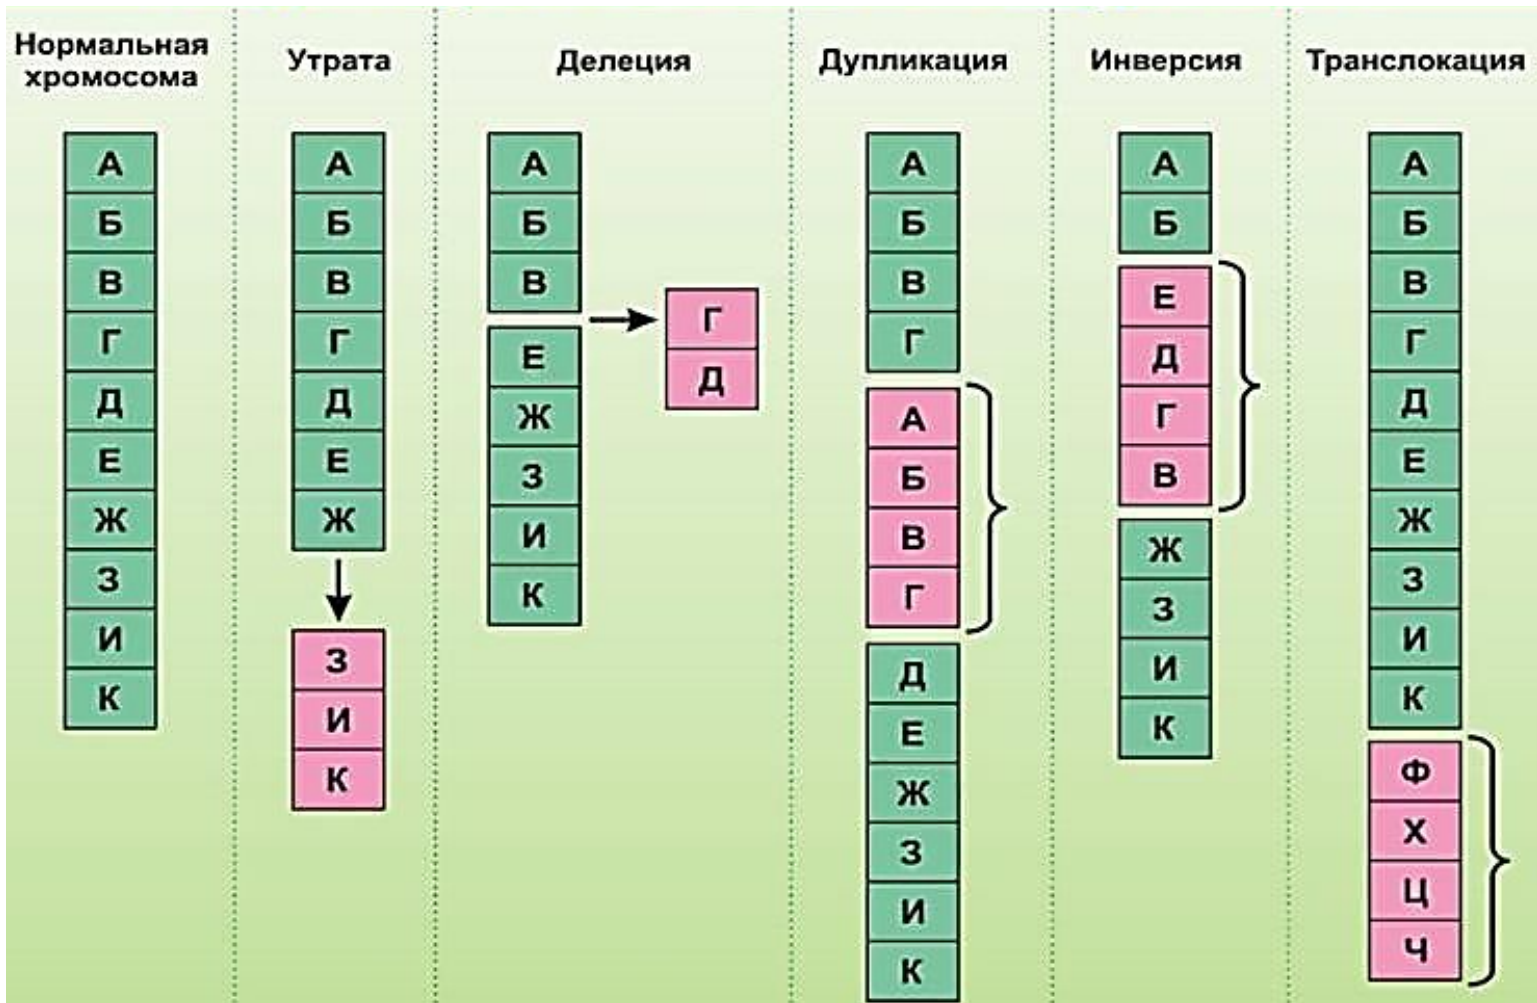 Нормальная
хромосома
А
Б
В
Г
Д
Е
Ж
З
И
К
Утрата
А
Б
В
Г
Д
Е
Ж
З
И
К
Делеция
А
Б
В
Е
Ж
З
И
К
Г
Д
Дупликация
А
Б
В
Г
А
Б
В
Г
Д
Е
Ж
З
И
К
Инверсия
А
Б
Е
Д
Г
В
Ж
З
И
К
Транслокация
А
Б
В
Г
Д
Е
Ж
З
И
К
Ф
Х
Ц
Ч